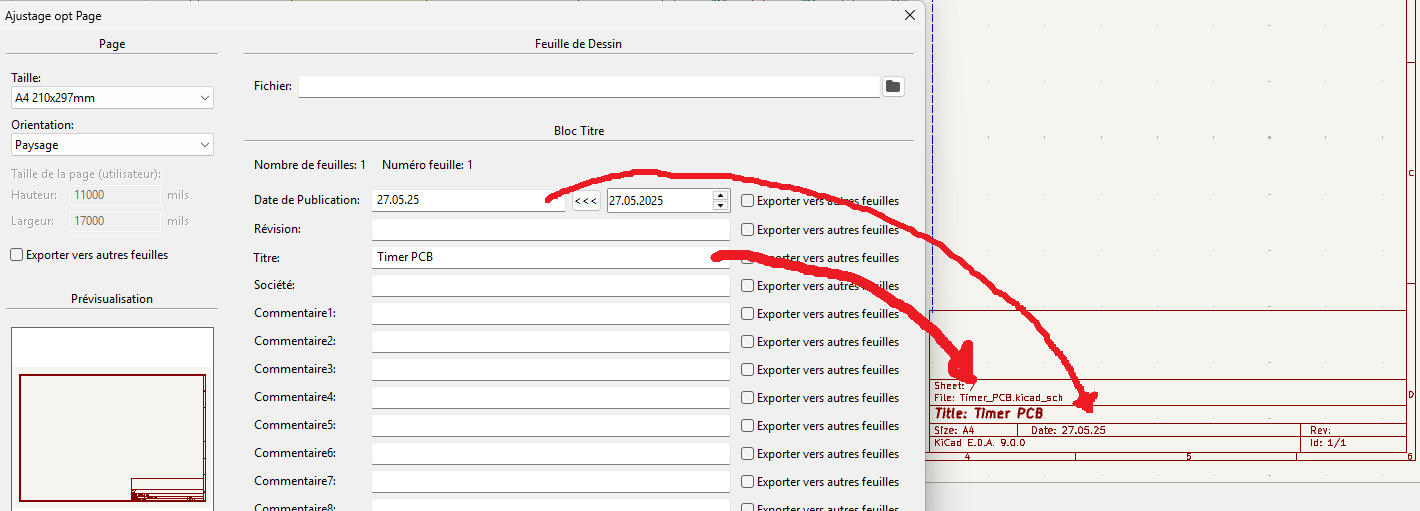 Ajustage opt Page
Page
Taille:
A4 210x297mm
Orientation:
Paysage
Taille de la page (utilisateur):
Hauteur: 11000 mils
Largeur: 17000 mils
Exporter vers autres feuilles
Prévisualisation
Feuille de Dessin
Fichier:
Bloc Titre
Nombre de feuilles: 1 Numéro feuille: 1
Date de Publication: 27.05.25 <<< 27.05.2025 Exporter vers autres feuilles
Révision: Exporter vers autres feuilles
Titre: Timer PCB Exporter vers autres feuilles
Société: Exporter vers autres feuilles
Commentaire1: Exporter vers autres feuilles
Commentaire2: Exporter vers autres feuilles
Commentaire3: Exporter vers autres feuilles
Commentaire4: Exporter vers autres feuilles
Commentaire5: Exporter vers autres feuilles
Commentaire6: Exporter vers autres feuilles
Commentaire7: Exporter vers autres feuilles
Commentaire8: Exporter vers autres feuilles
C
Sheet: /
File: Timer_PCB.kicad_sch
D
Title: Timer PCB
Size: A4 Date: 27.05.25 Rev:
KiCad E.D.A. 9.0.0 Id: 1/1
4 5 6